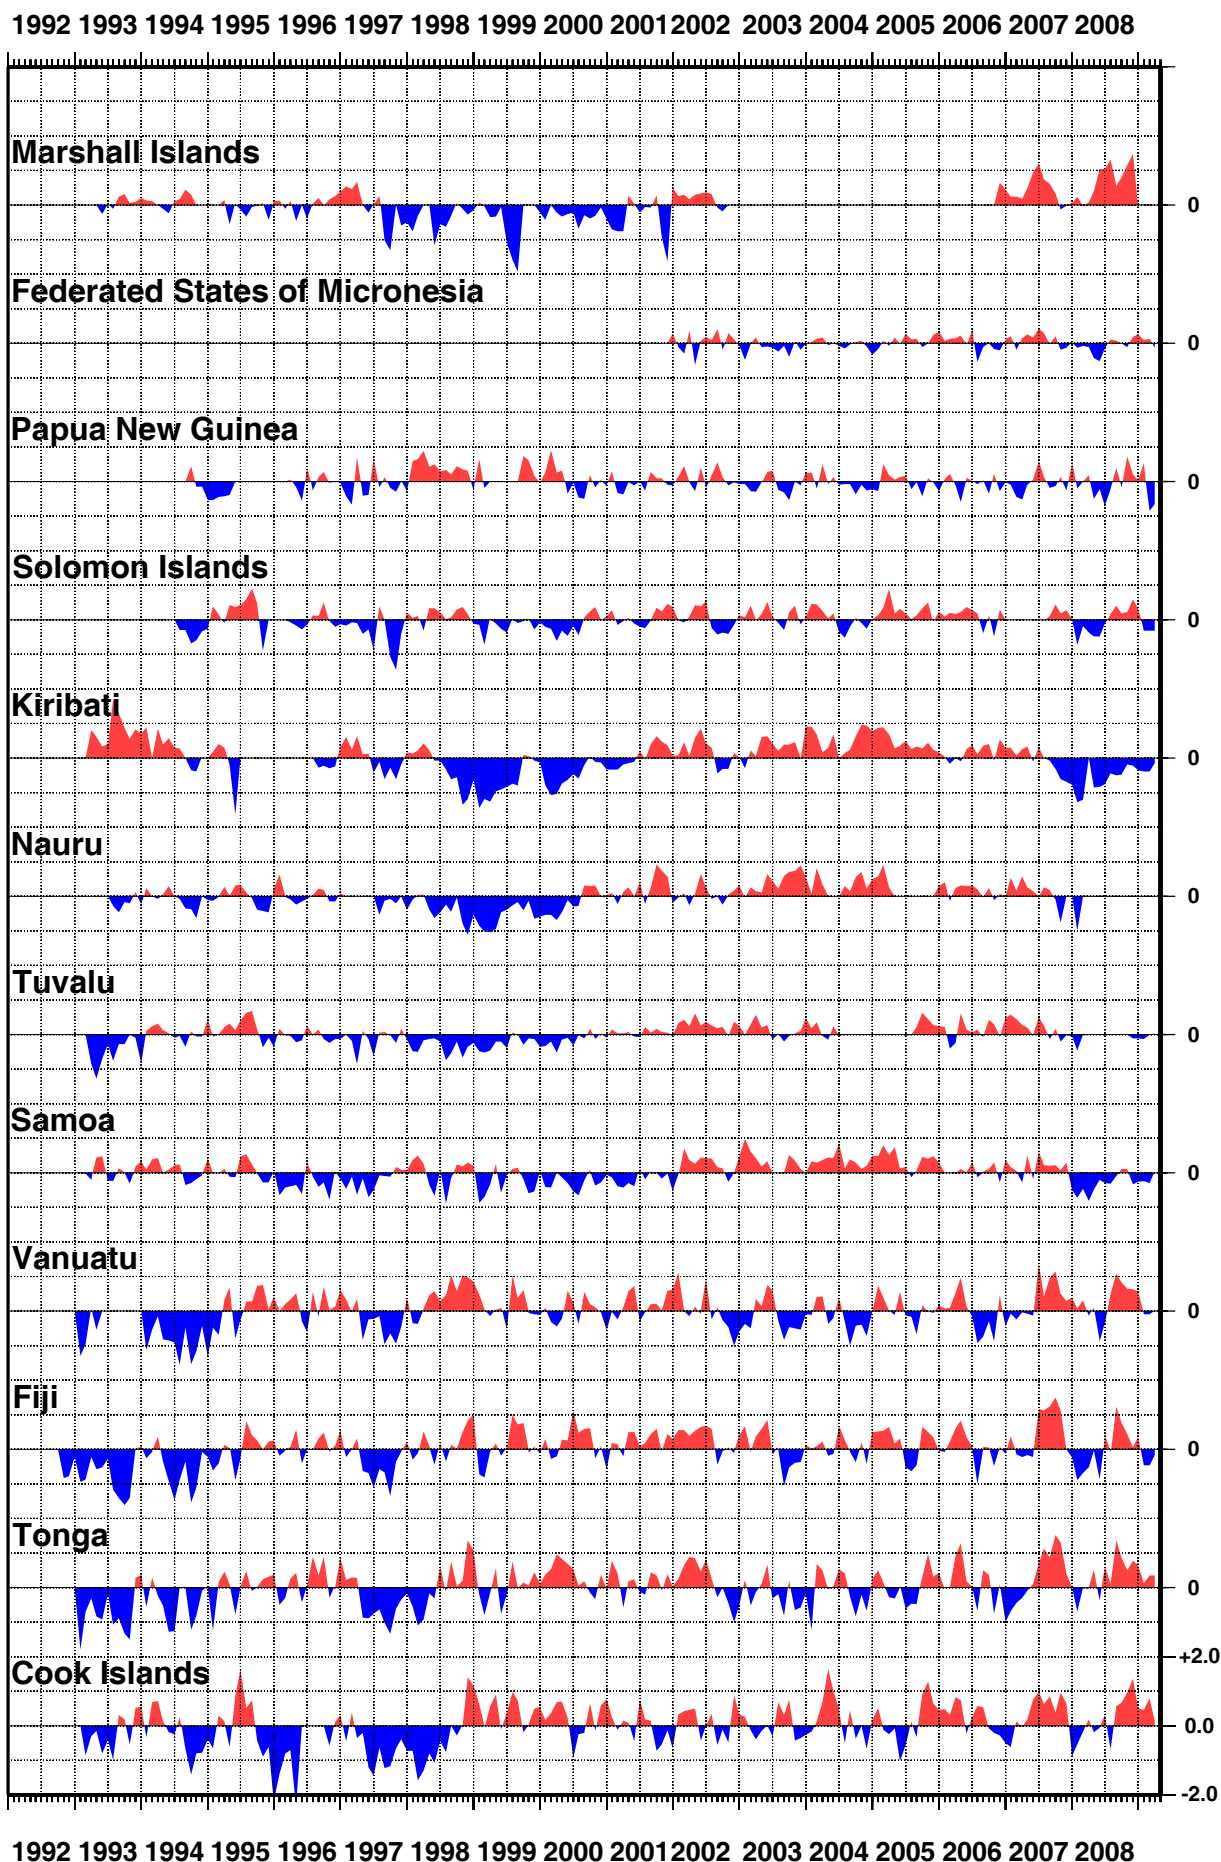 1992 1993 1994 1995 1996 1997 1998 1999 2000 2001 2002 2003 2004 2005 2006 2007 2008
Marshall Islands
0
Federated States of Micronesia
0
Papua New Guinea
0
Solomon Islands
0
Kiribati
0
Nauru
0
Tuvalu
0
Samoa
0
Vanuatu
0
Fiji
0
Tonga
0
+2.0
Cook Islands
0.0
-2.0
1992 1993 1994 1995 1996 1997 1998 1999 2000 2001 2002 2003 2004 2005 2006 2007 2008